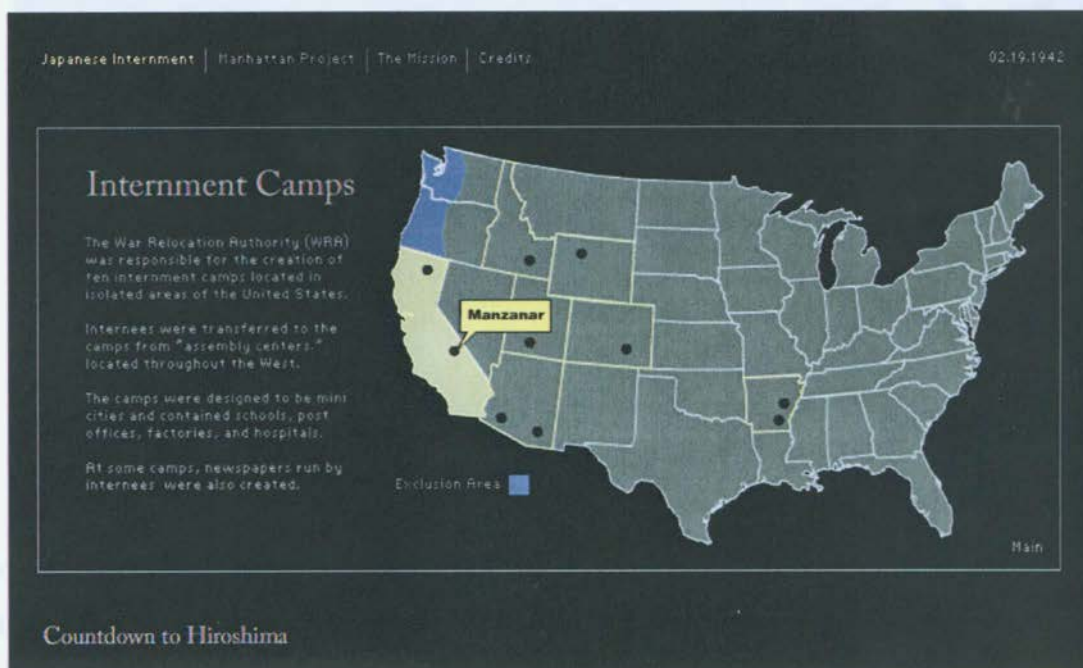 Japanese Internment | Manhattan Project | The Mission | Credits
02.19.1942
Internment Camps
The War Relocation Authority (WRA)
was responsible for the creation of
ten internment camps located in
isolated areas of the United States.
Internees were transferred to the
camps from "assembly centers."
located throughout the West.
The camps were designed to be mini
cities and contained schools, post
offices, factories, and hospitals.
At some camps, newspapers run by
internees were also created.
Manzanar
Exclusion Area
Main
Countdown to Hiroshima